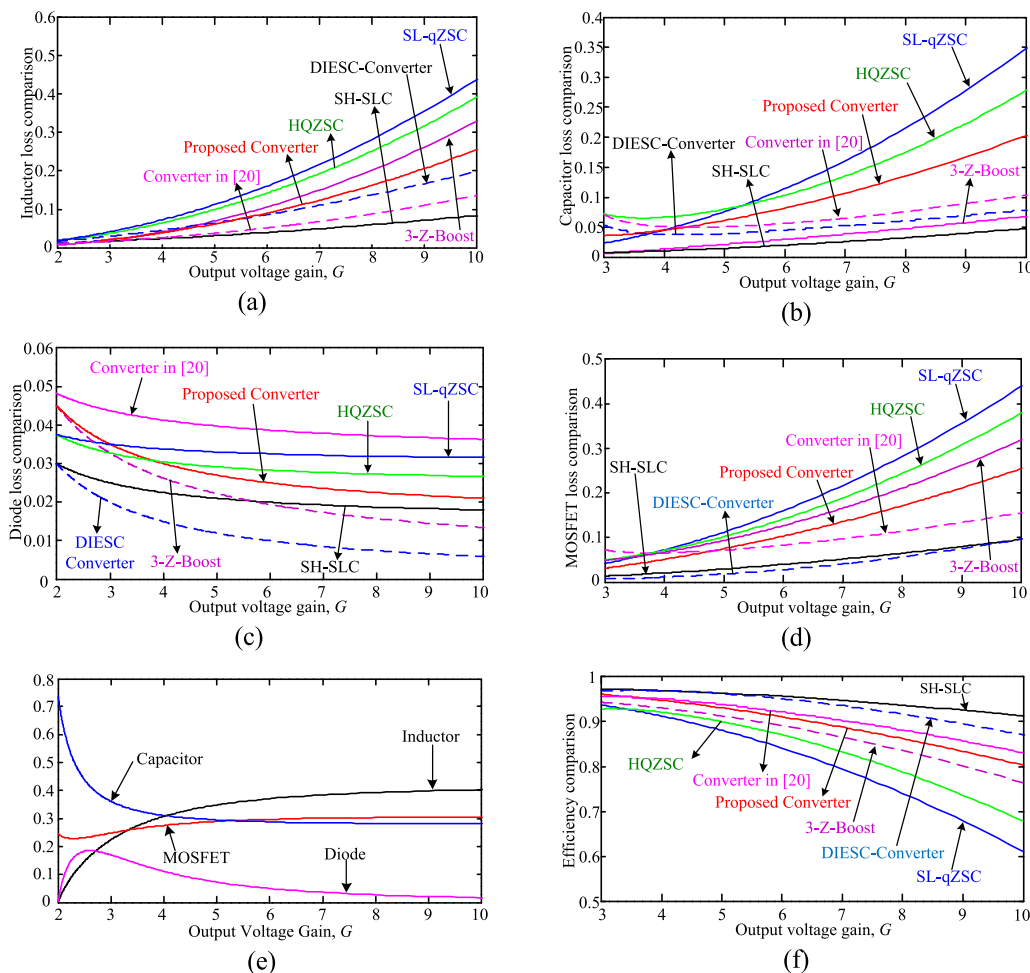 (a)
Inductor loss comparison
0.6
0.5
0.4
0.3
0.2
0.1
0
2 3 4 5 6 7 8 9 10
Output voltage gain, G
SL-qZSC
DIESC-Converter
SH-SLC
HQZSC
Proposed Converter
Converter in [20]
3-Z-Boost
(a)
Capacitor loss comparison
0.4
0.35
0.3
0.25
0.2
0.15
0.1
0.05
0
3 4 5 6 7 8 9 10
Output voltage gain, G
SL-qZSC
HQZSC
Proposed Converter
DIESC-Converter
Converter in [20]
SH-SLC
3-Z-Boost
(b)
Diode loss comparison
0.06
0.05
0.04
0.03
0.02
0.01
0
2 3 4 5 6 7 8 9 10
Output voltage gain, G
Converter in [20]
Proposed Converter
SL-qZSC
HQZSC
DIESC
Converter
3-Z-Boost
SH-SLC
(c)
MOSFET loss comparison
0.5
0.4
0.3
0.2
0.1
0
3 4 5 6 7 8 9 10
Output voltage gain, G
SL-qZSC
HQZSC
Converter in [20]
SH-SLC
Proposed Converter
DIESC-Converter
3-Z-Boost
(d)
0.8
0.7
0.6
0.5
0.4
0.3
0.2
0.1
0
2 3 4 5 6 7 8 9 10
Output Voltage Gain, G
Capacitor
Inductor
MOSFET
Diode
(e)
Efficiency comparison
1
0.9
0.8
0.7
0.6
0.5
3 4 5 6 7 8 9 10
Output voltage gain, G
SH-SLC
HQZSC
Converter in [20]
Proposed Converter
3-Z-Boost
DIESC-Converter
SL-qZSC
(f)